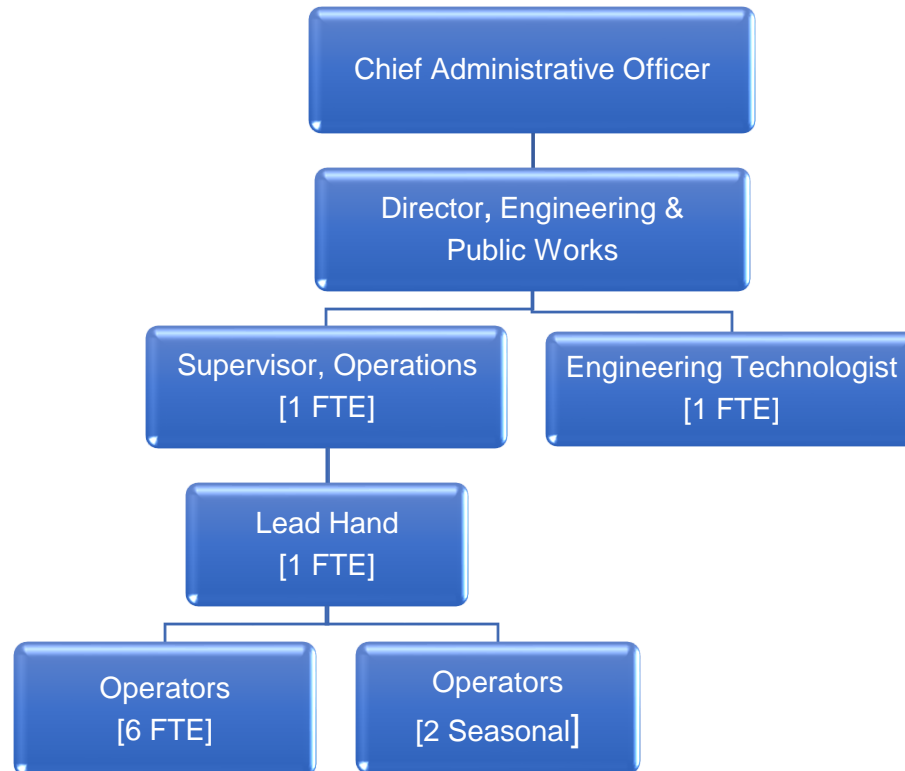 Chief Administrative Officer
Director, Engineering &
Public Works
Supervisor, Operations
[1 FTE]
Engineering Technologist
[1 FTE]
Lead Hand
[1 FTE]
Operators
[6 FTE]
Operators
[2 Seasonal]